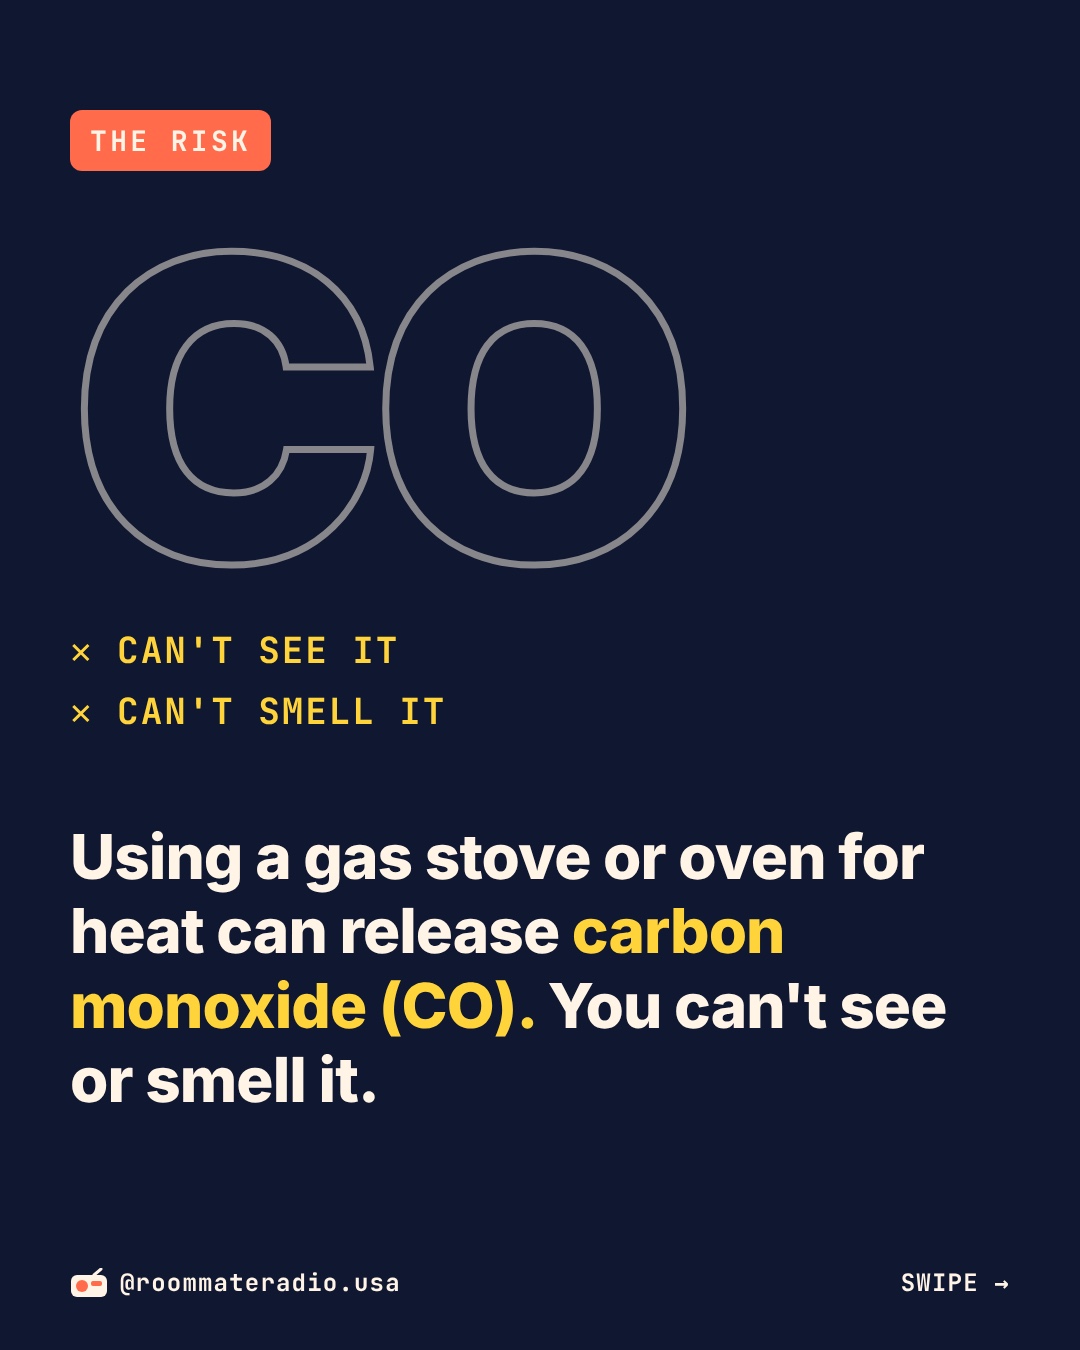 THE RISK
CO
× CAN'T SEE IT
× CAN'T SMELL IT
Using a gas stove or oven for
heat can release carbon
monoxide (CO). You can't see
or smell it.
@roommateradio.usa
SWIPE →